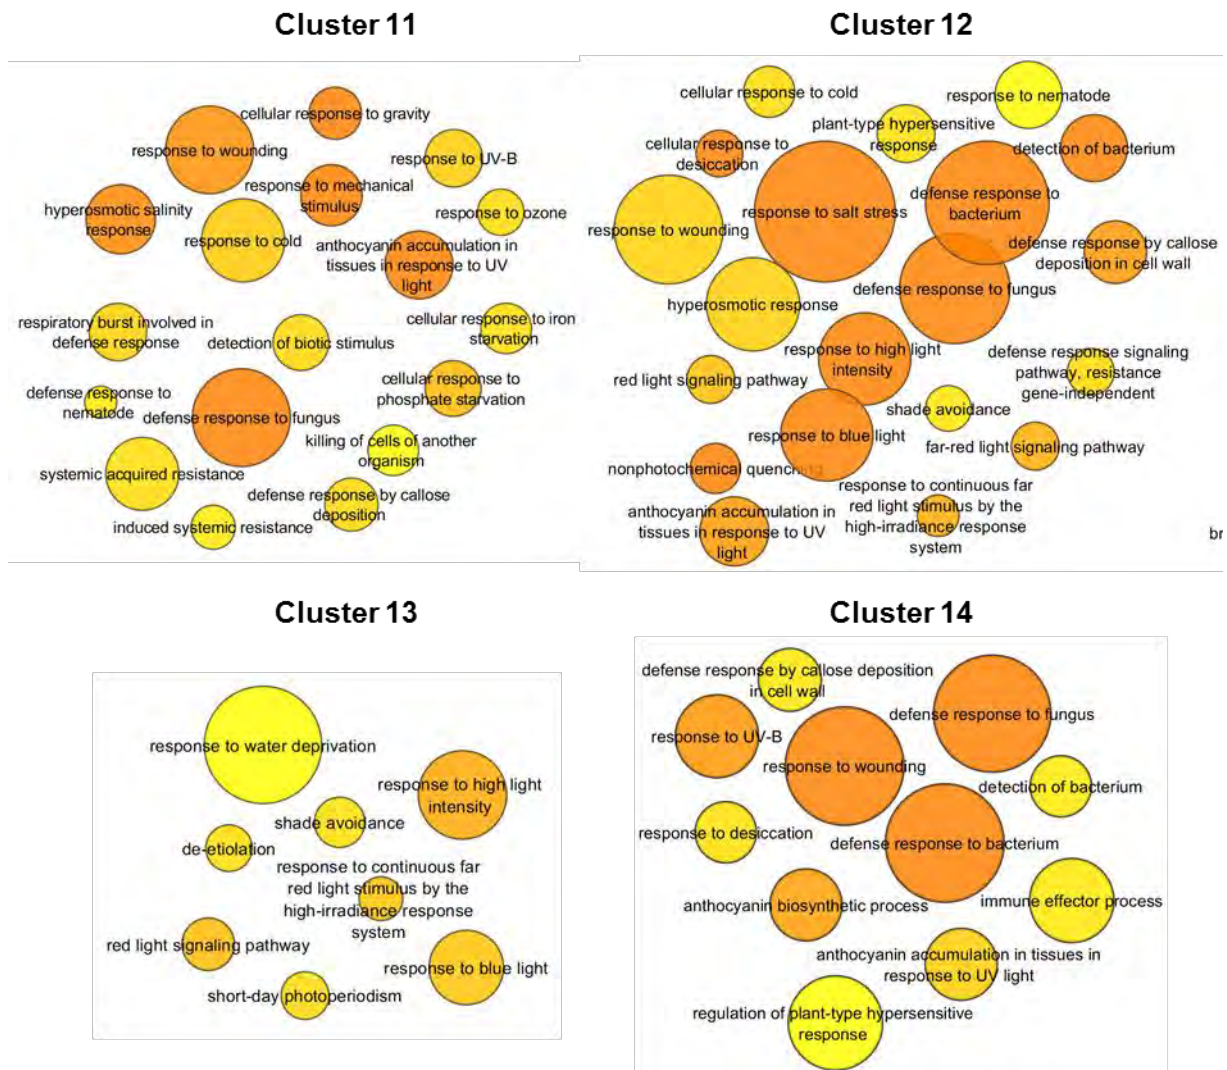 Cluster 11
cellular response to gravity
response to wounding
response to UV-B
response to mechanical
stimulus
hyperosmotic salinity
response
response to ozone
response to cold
anthocyanin accumulation in
tissues in response to UV
light
respiratory burst involved in
defense response
detection of biotic stimulus
cellular response to iron
starvation
cellular response to
phosphate starvation
defense response to
nematode
defense response to fungus
killing of cells of another
organism
systemic acquired resistance
defense response by callose
deposition
induced systemic resistance
Cluster 12
cellular response to cold
response to nematode
plant-type hypersensitive
response
cellular response to
desiccation
detection of bacterium
defense response to
bacterium
response to salt stress
response to wounding
defense response by callose
deposition in cell wall
defense response to fungus
hyperosmotic response
response to high light
intensity
defense response signaling
pathway, resistance
gene-independent
red light signaling pathway
shade avoidance
response to blue light
far-red light signaling pathway
nonphotochemical quenching
response to continuous far
red light stimulus by the
high-irradiance response
system
anthocyanin accumulation in
tissues in response to UV
light
br
Cluster 13
response to water deprivation
response to high light
intensity
shade avoidance
de-etiolation
response to continuous far
red light stimulus by the
high-irradiance response
system
red light signaling pathway
response to blue light
short-day photoperiodism
Cluster 14
defense response by callose deposition
in cell wall
defense response to fungus
response to UV-B
response to wounding
detection of bacterium
response to desiccation
defense response to bacterium
anthocyanin biosynthetic process
immune effector process
anthocyanin accumulation in tissues in
response to UV light
regulation of plant-type hypersensitive
response